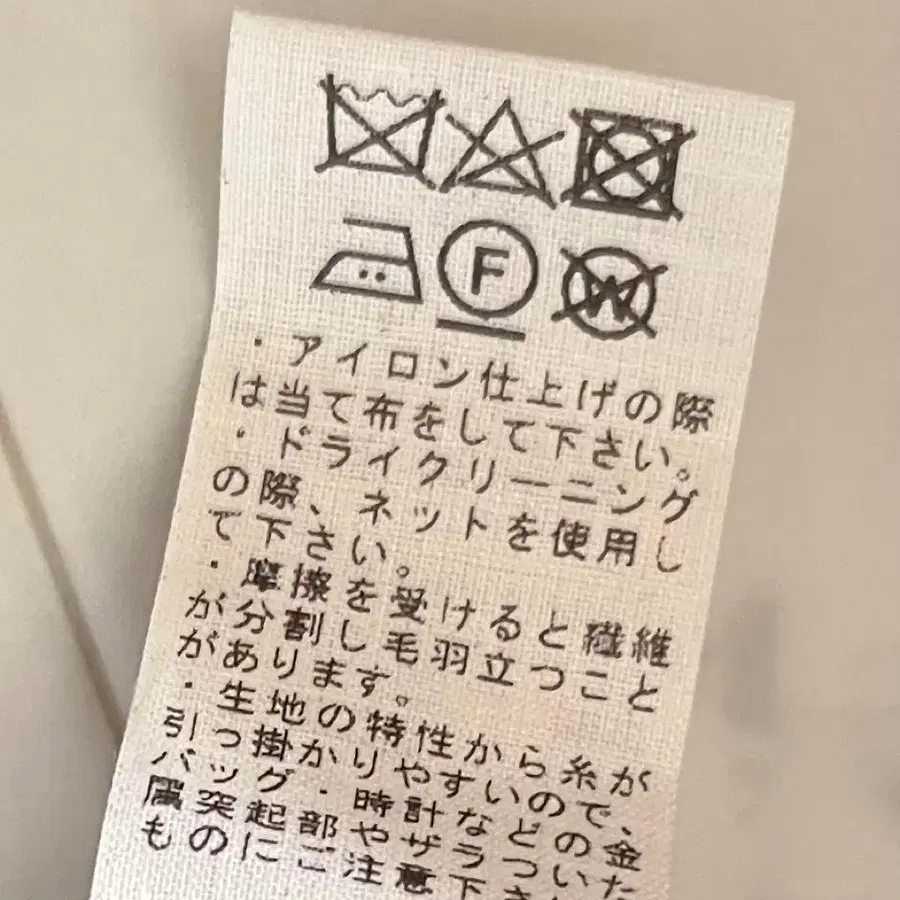 F W
・アイロン仕上げの際
は当て布をして下さい。
・ドライクリーニング
の際、ネットを使用し
て下さい。
・摩擦を受けると繊維
が分割し毛羽立つこと
があります。
・生地の特性から糸が
引っ掛かりやすいので、
バッグ・時計などの金
属突起部やザラついた
ものにご注意下さ